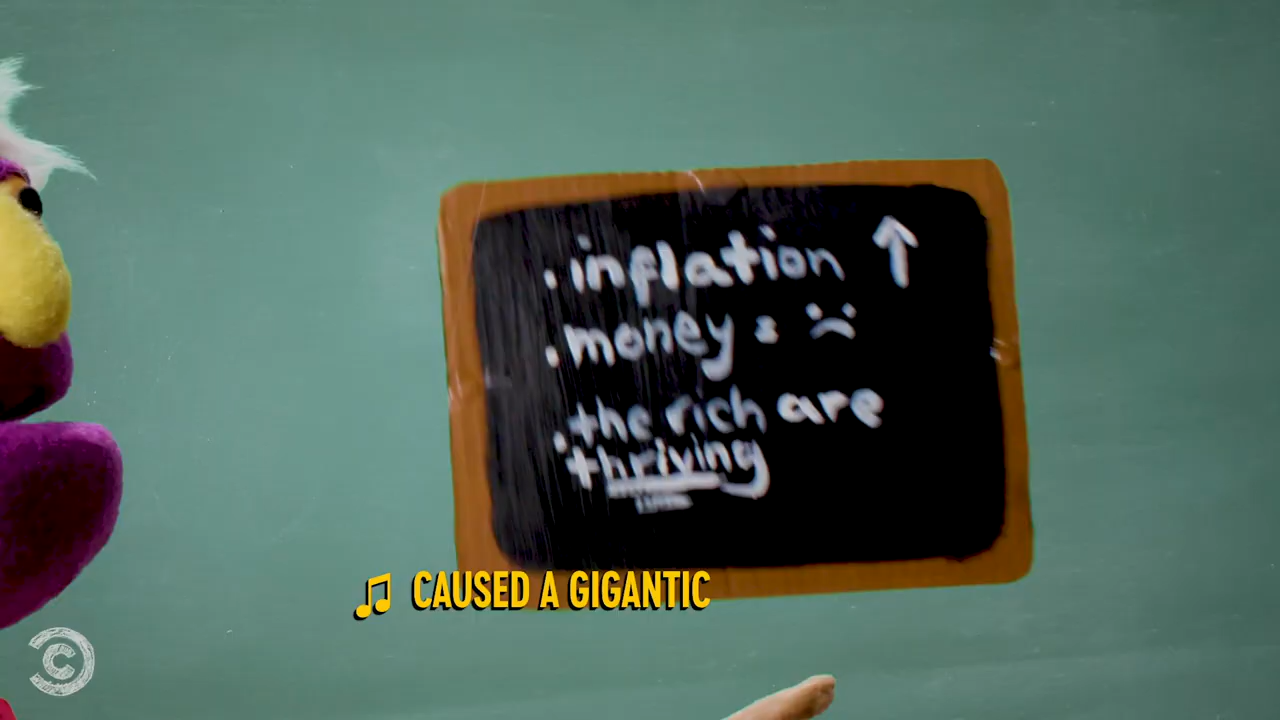 .inflation ↑
.money : :(
.the rich are
thriving
♫ CAUSED A GIGANTIC